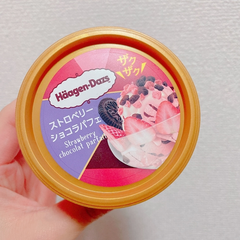 Häagen-Dazs
ザク
ザク!
ストロベリー
ショコラパフェ
Strawberry
chocolat parfait